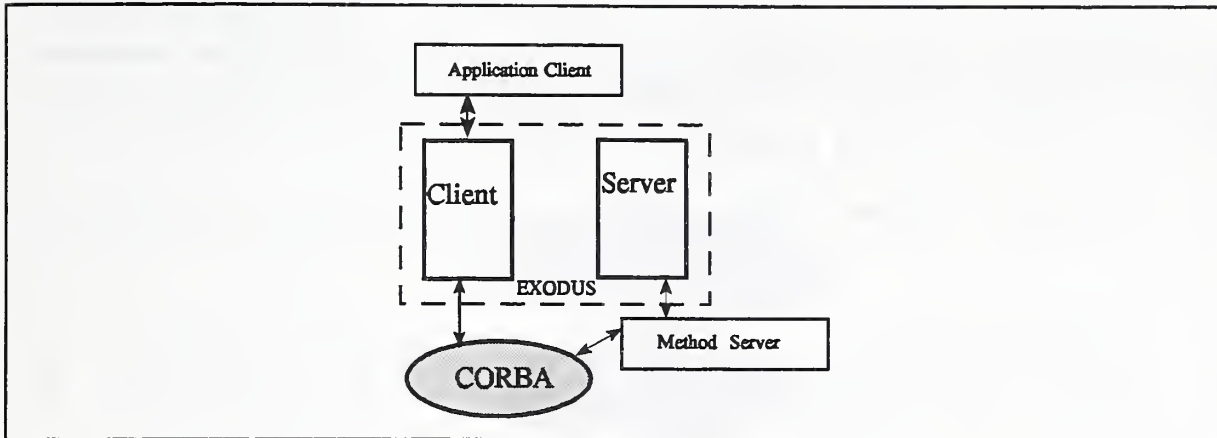 Application Client
Client
Server
EXODUS
Method Server
CORBA